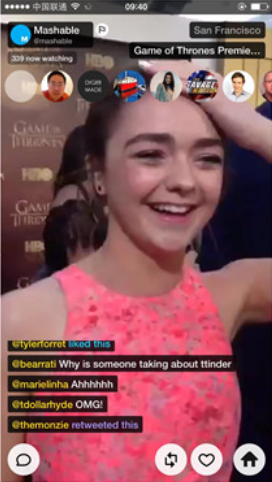 中国联通
09:40
Mashable
@mashable
San Francisco
339 now watching
Game of Thrones Premie...
DIGER MADE
SAVAGE
GAME OF THRONES
HBO
GAME OF THRONES
HBO
@tylerforret liked this
@bearrati Why is someone taking about ttinder
@marielinha Ahhhhhh
@tdollarhyde OMG!
@themonzie retweeted this